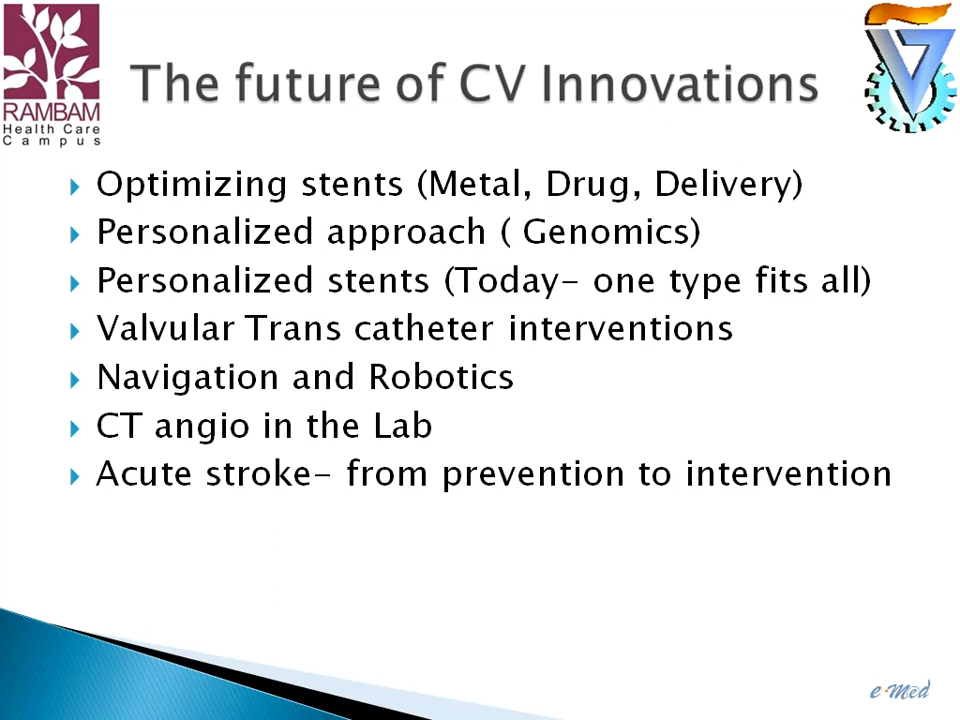 RAMBAM
Health Care
Campus
The future of CV Innovations
Optimizing stents (Metal, Drug, Delivery)
Personalized approach ( Genomics)
Personalized stents (Today- one type fits all)
Valvular Trans catheter interventions
Navigation and Robotics
CT angio in the Lab
Acute stroke- from prevention to intervention
e-Med